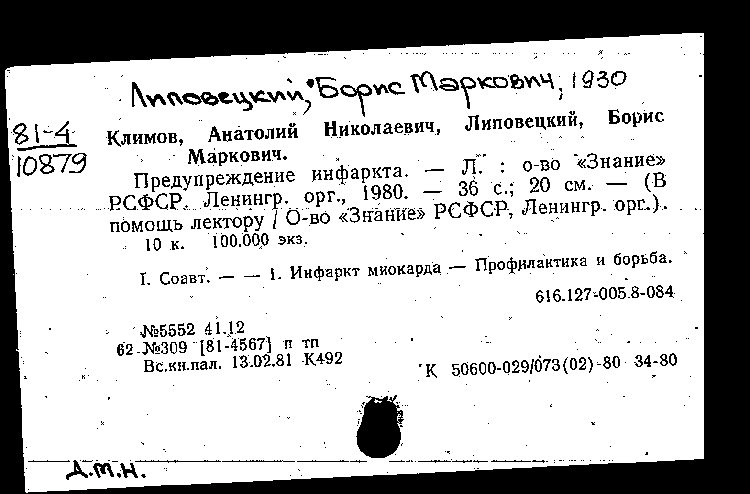 Липовецкий, Борис Маркович, 1930
81-4
10879
Климов, Анатолий Николаевич, Липовецкий, Борис
Маркович.
Предупреждение инфаркта. — Л. : о-во «Знание»
РСФСР. Ленингр. орг., 1980. — 36 с.; 20 см. — (В
помощь лектору / О-во «Знание» РСФСР, Ленингр. орг.).
10 к. 100.000 экз.
I. Соавт. — — 1. Инфаркт миокарда — Профилактика и борьба.
616.127-005.8-084
№5552 41.12
62 №309 [81-4567] п тп
Вс.кн.пал. 13.02.81 К492
К 50600-029/073(02)-80 34-80
Д.М.Н.